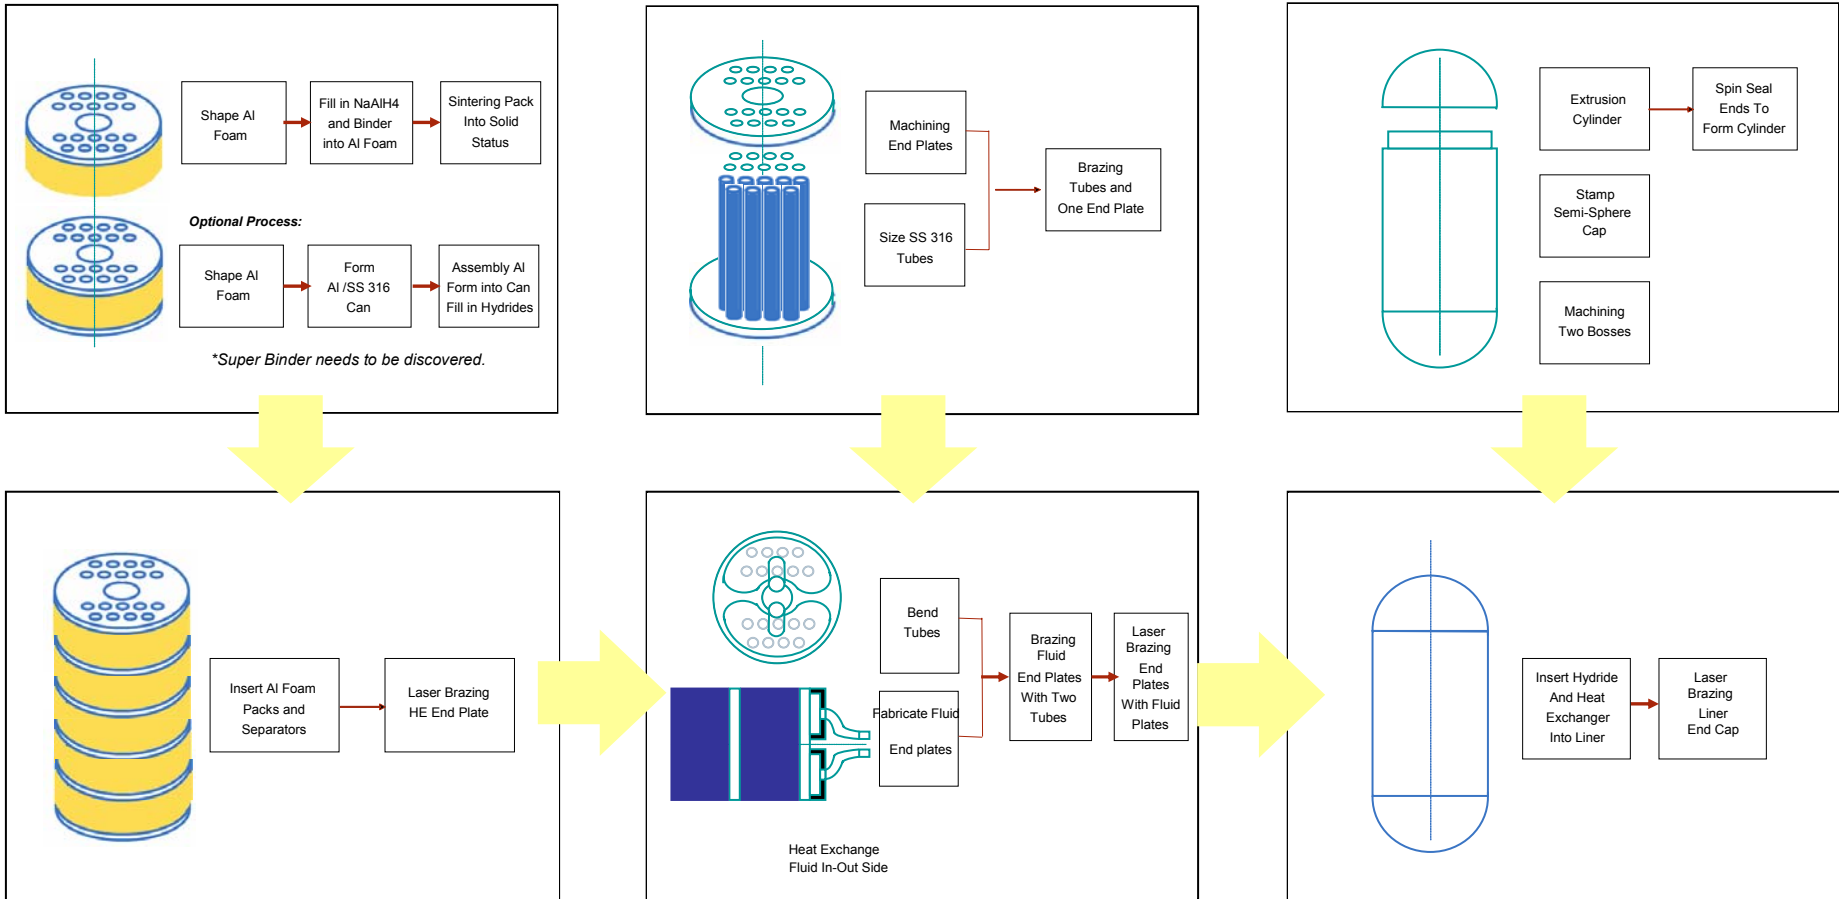 Shape Al
Foam
Fill in NaAlH4
and Binder
into Al Foam
Sintering Pack
Into Solid
Status
Optional Process:
Shape Al
Foam
Form
Al /SS 316
Can
Assembly Al
Form into Can
Fill in Hydrides
*Super Binder needs to be discovered.
Machining
End Plates
Size SS 316
Tubes
Brazing
Tubes and
One End Plate
Extrusion
Cylinder
Spin Seal
Ends To
Form Cylinder
Stamp
Semi-Sphere
Cap
Machining
Two Bosses
Insert Al Foam
Packs and
Separators
Laser Brazing
HE End Plate
Bend
Tubes
Fabricate Fluid
End plates
Brazing
Fluid
End Plates
With Two
Tubes
Laser
Brazing
End
Plates
With Fluid
Plates
Heat Exchange
Fluid In-Out Side
Insert Hydride
And Heat
Exchanger
Into Liner
Laser
Brazing
Liner
End Cap